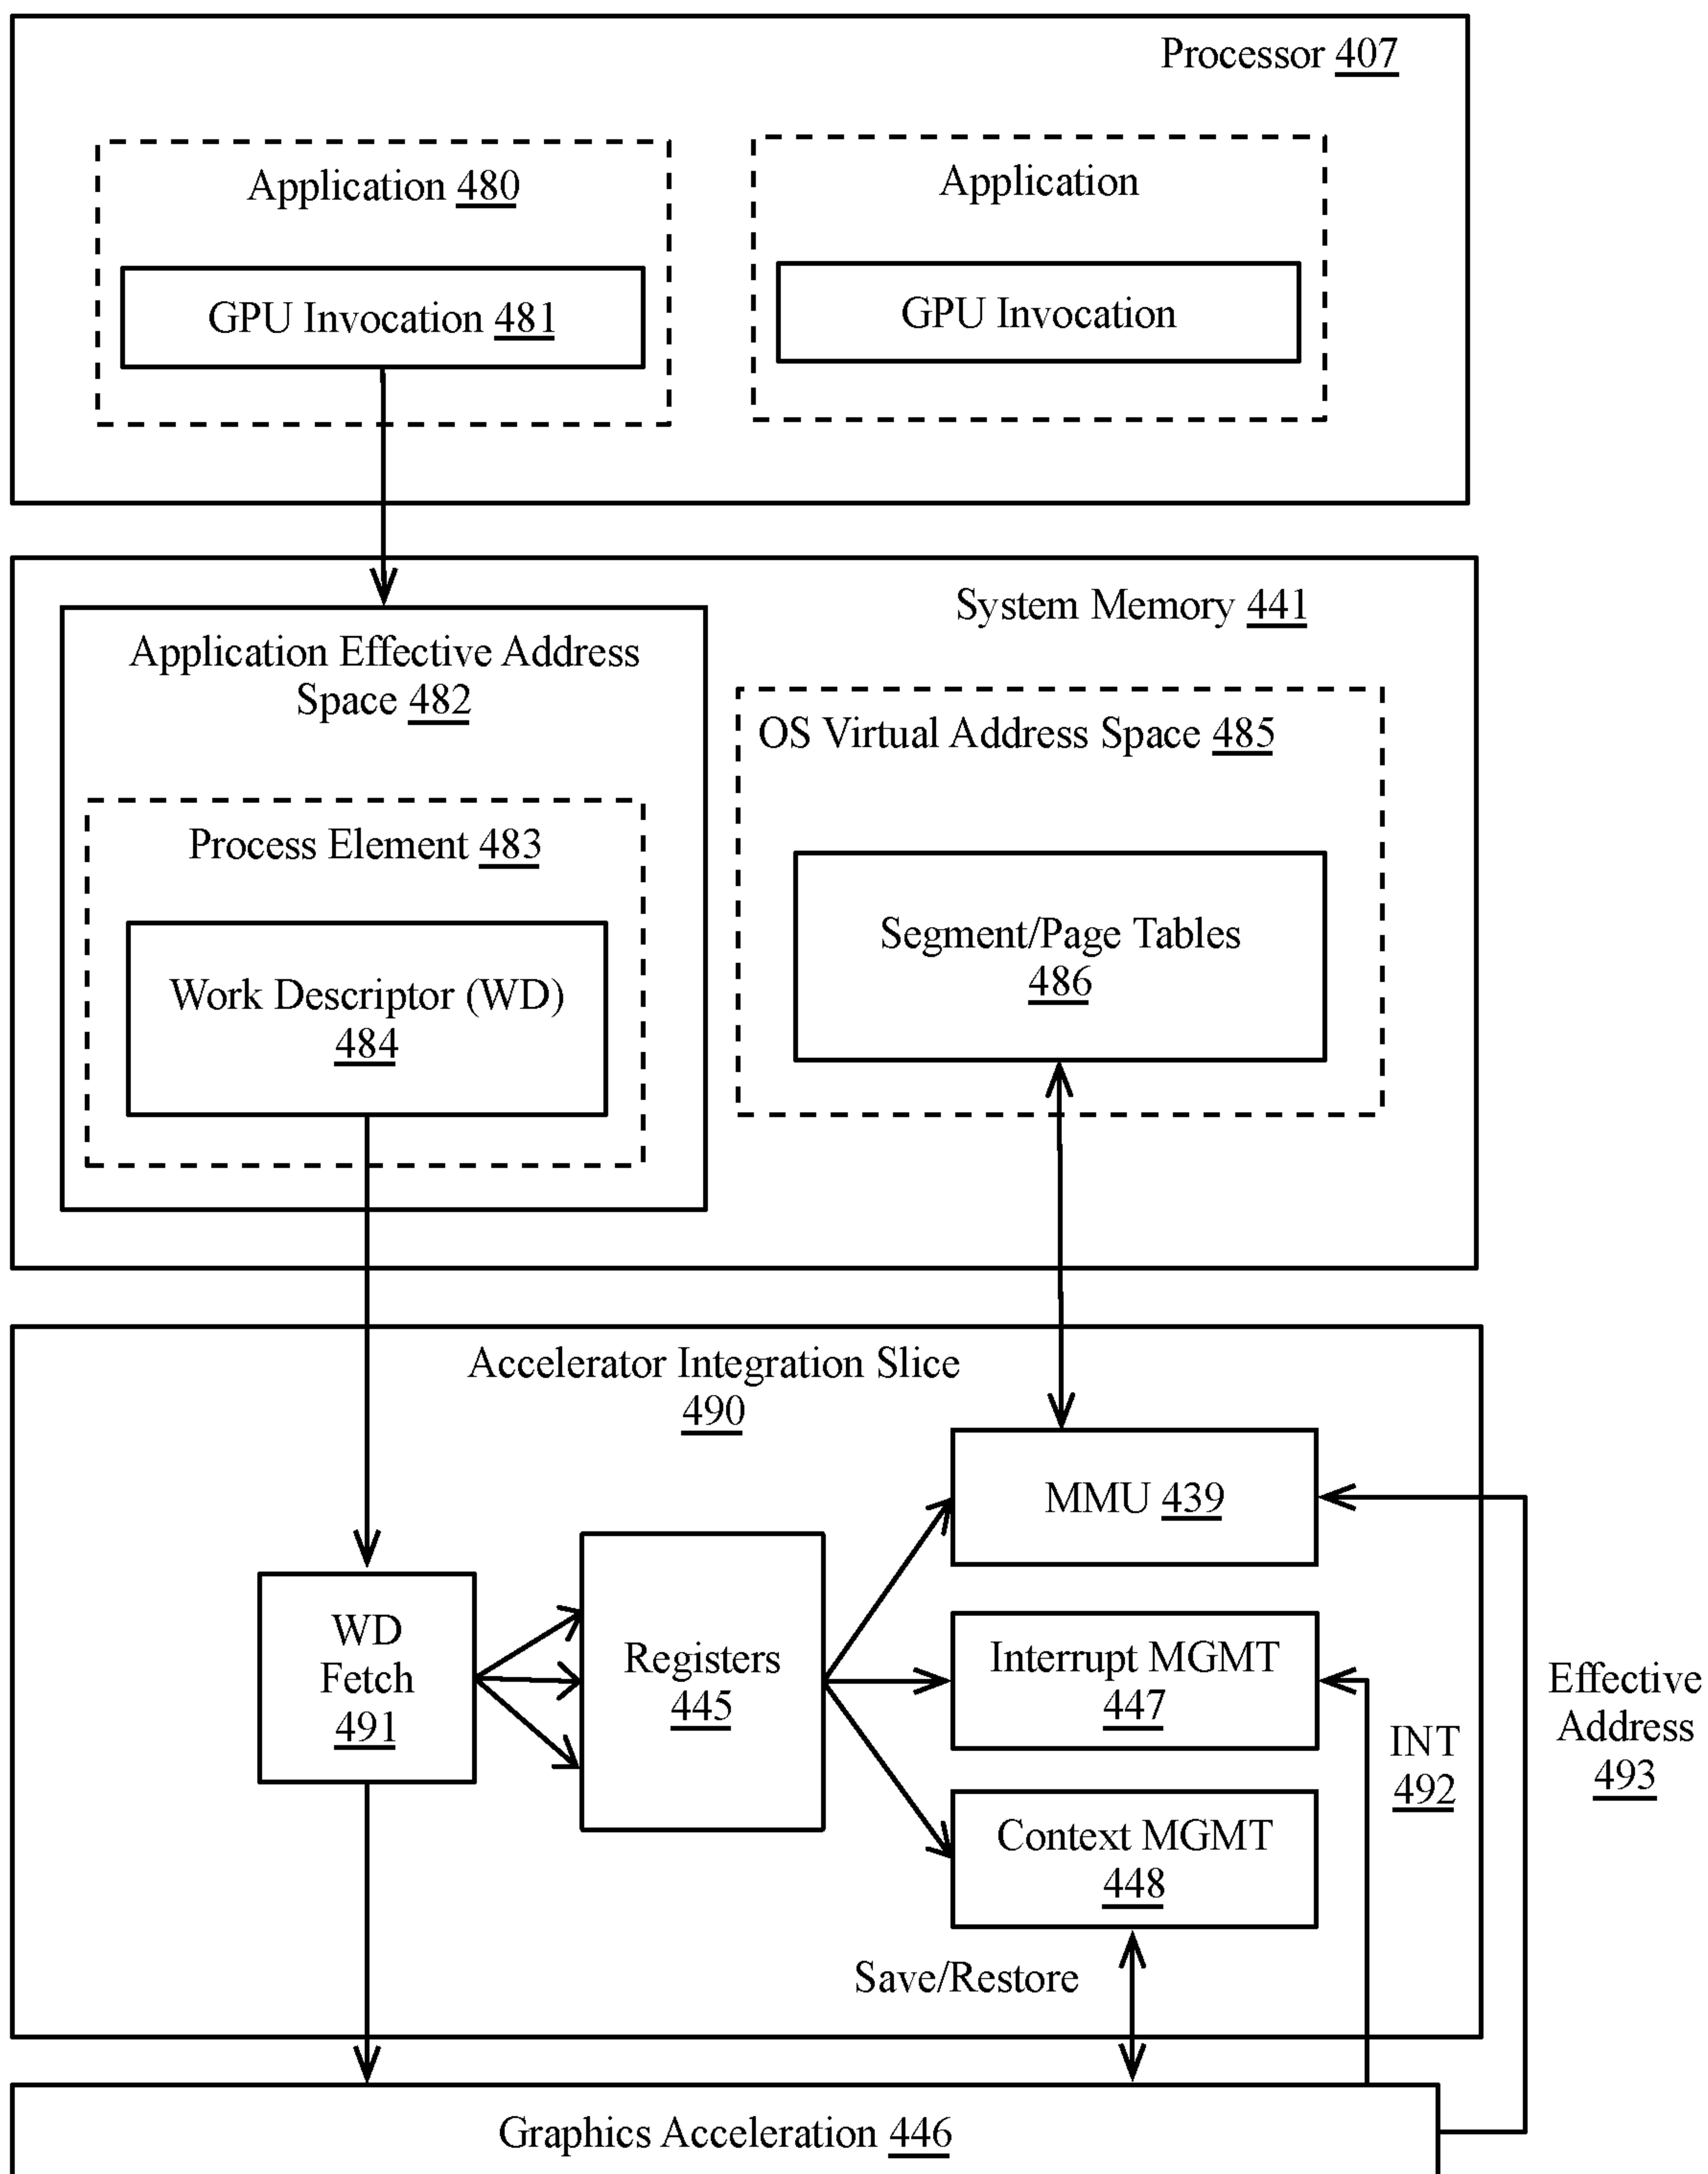 Processor 407
Application 480
GPU Invocation 481
Application
GPU Invocation
System Memory 441
Application Effective Address
Space 482
Process Element 483
Work Descriptor (WD)
484
OS Virtual Address Space 485
Segment/Page Tables
486
Accelerator Integration Slice
490
WD
Fetch
491
Registers
445
MMU 439
Interrupt MGMT
447
Context MGMT
448
Save/Restore
INT
492
Effective
Address
493
Graphics Acceleration 446